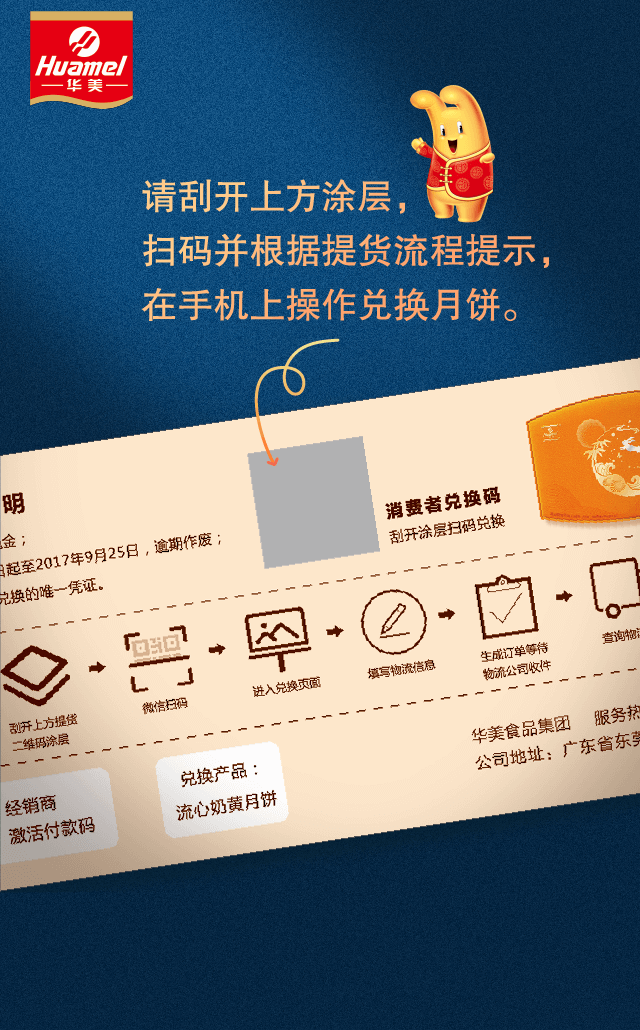 Huamei
华美
请刮开上方涂层，
扫码并根据提货流程提示，
在手机上操作兑换月饼。
明
金；
起至2017年9月25日，逾期作废；
兑换的唯一凭证。
消费者兑换码
刮开涂层扫码兑换
刮开上方提货
二维码涂层
微信扫码
进入兑换页面
填写物流信息
生成订单等待
物流公司收件
查询物
经销商
激活付款码
兑换产品：
流心奶黄月饼
华美食品集团 服务热
公司地址：广东省东莞